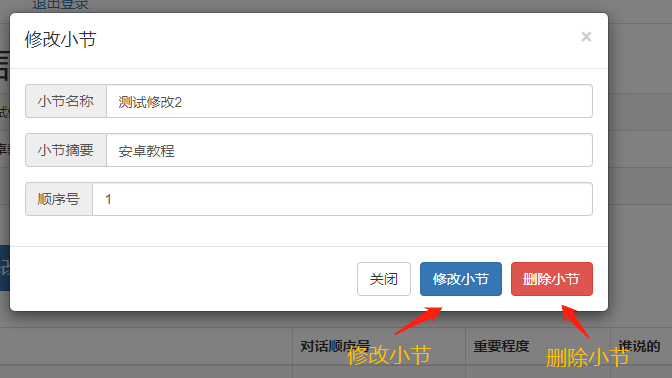 退出登录
修改小节
×
小节名称 测试修改2
小节摘要 安卓教程
顺序号 1
关闭 修改小节 删除小节
对话顺序号 重要程度 谁说的
修改小节 删除小节